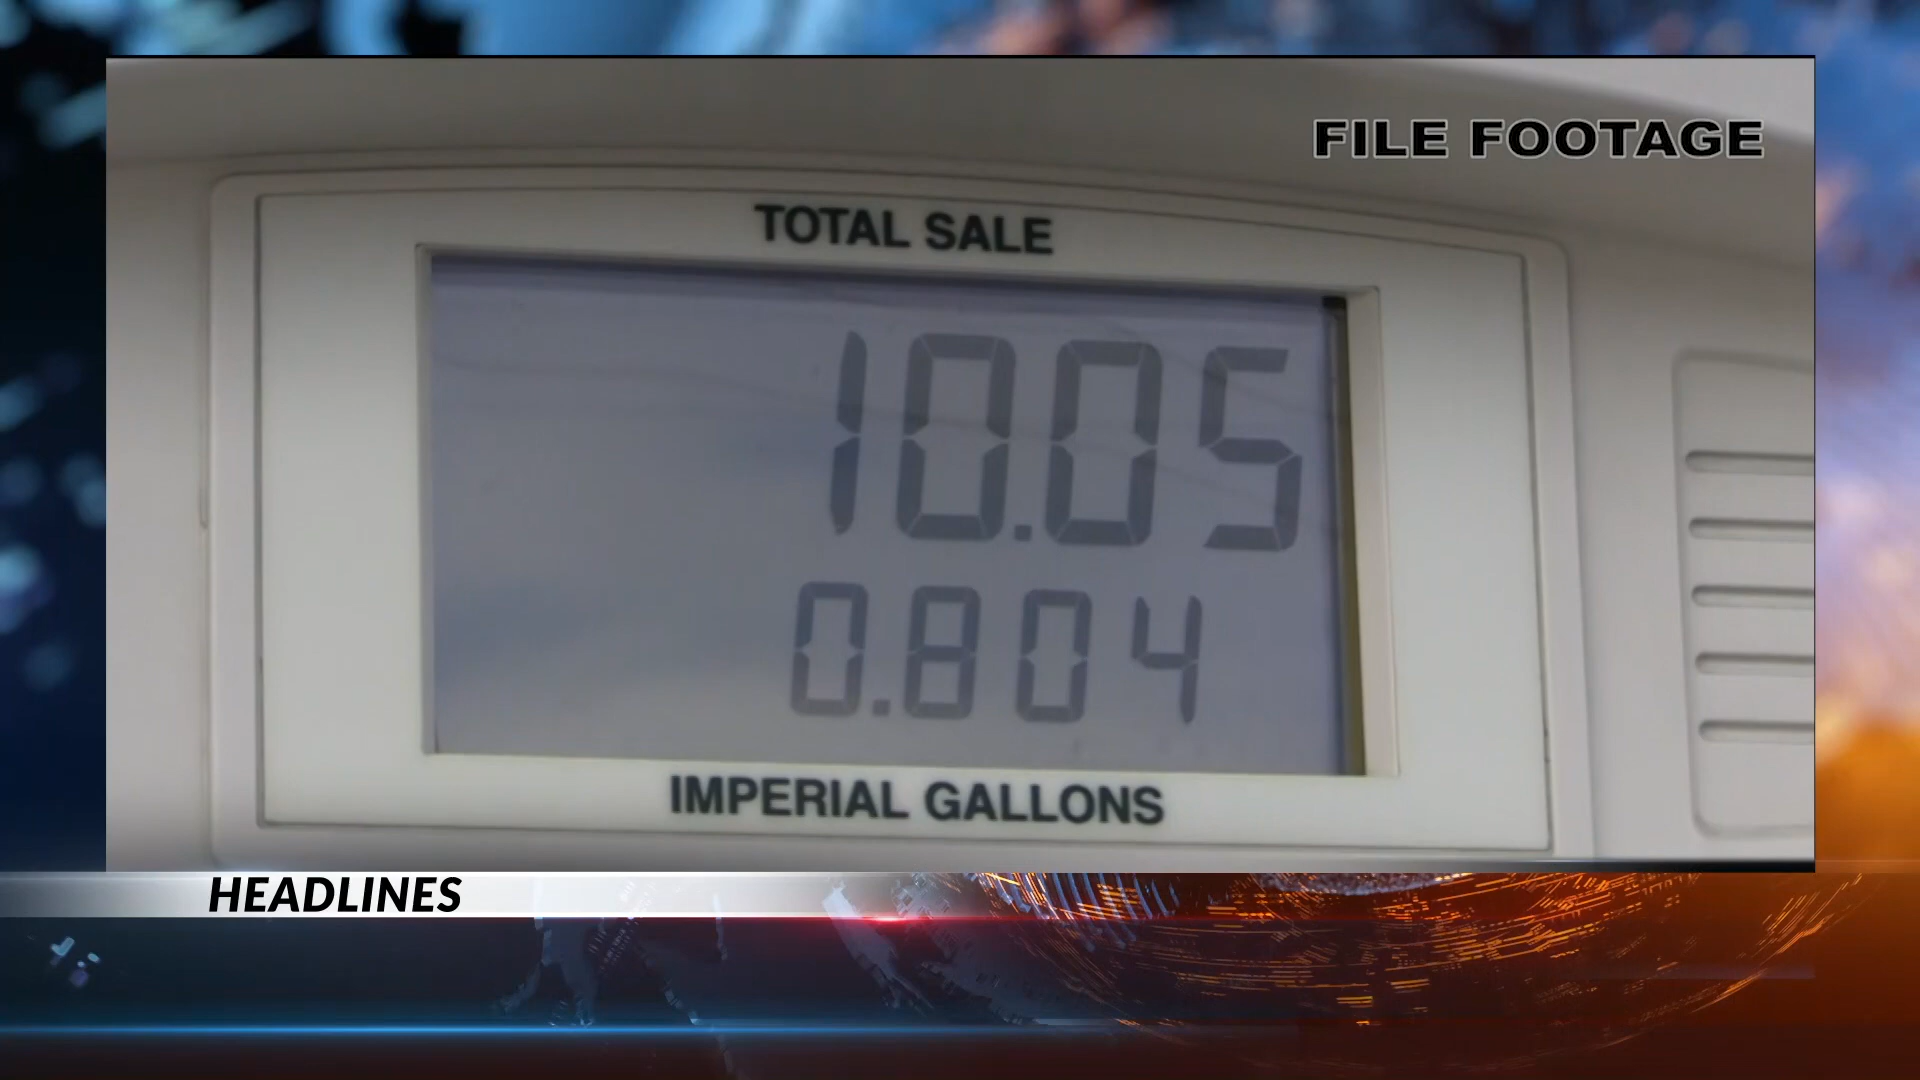 FILE FOOTAGE
TOTAL SALE
10.05
0.804
IMPERIAL GALLONS
HEADLINES